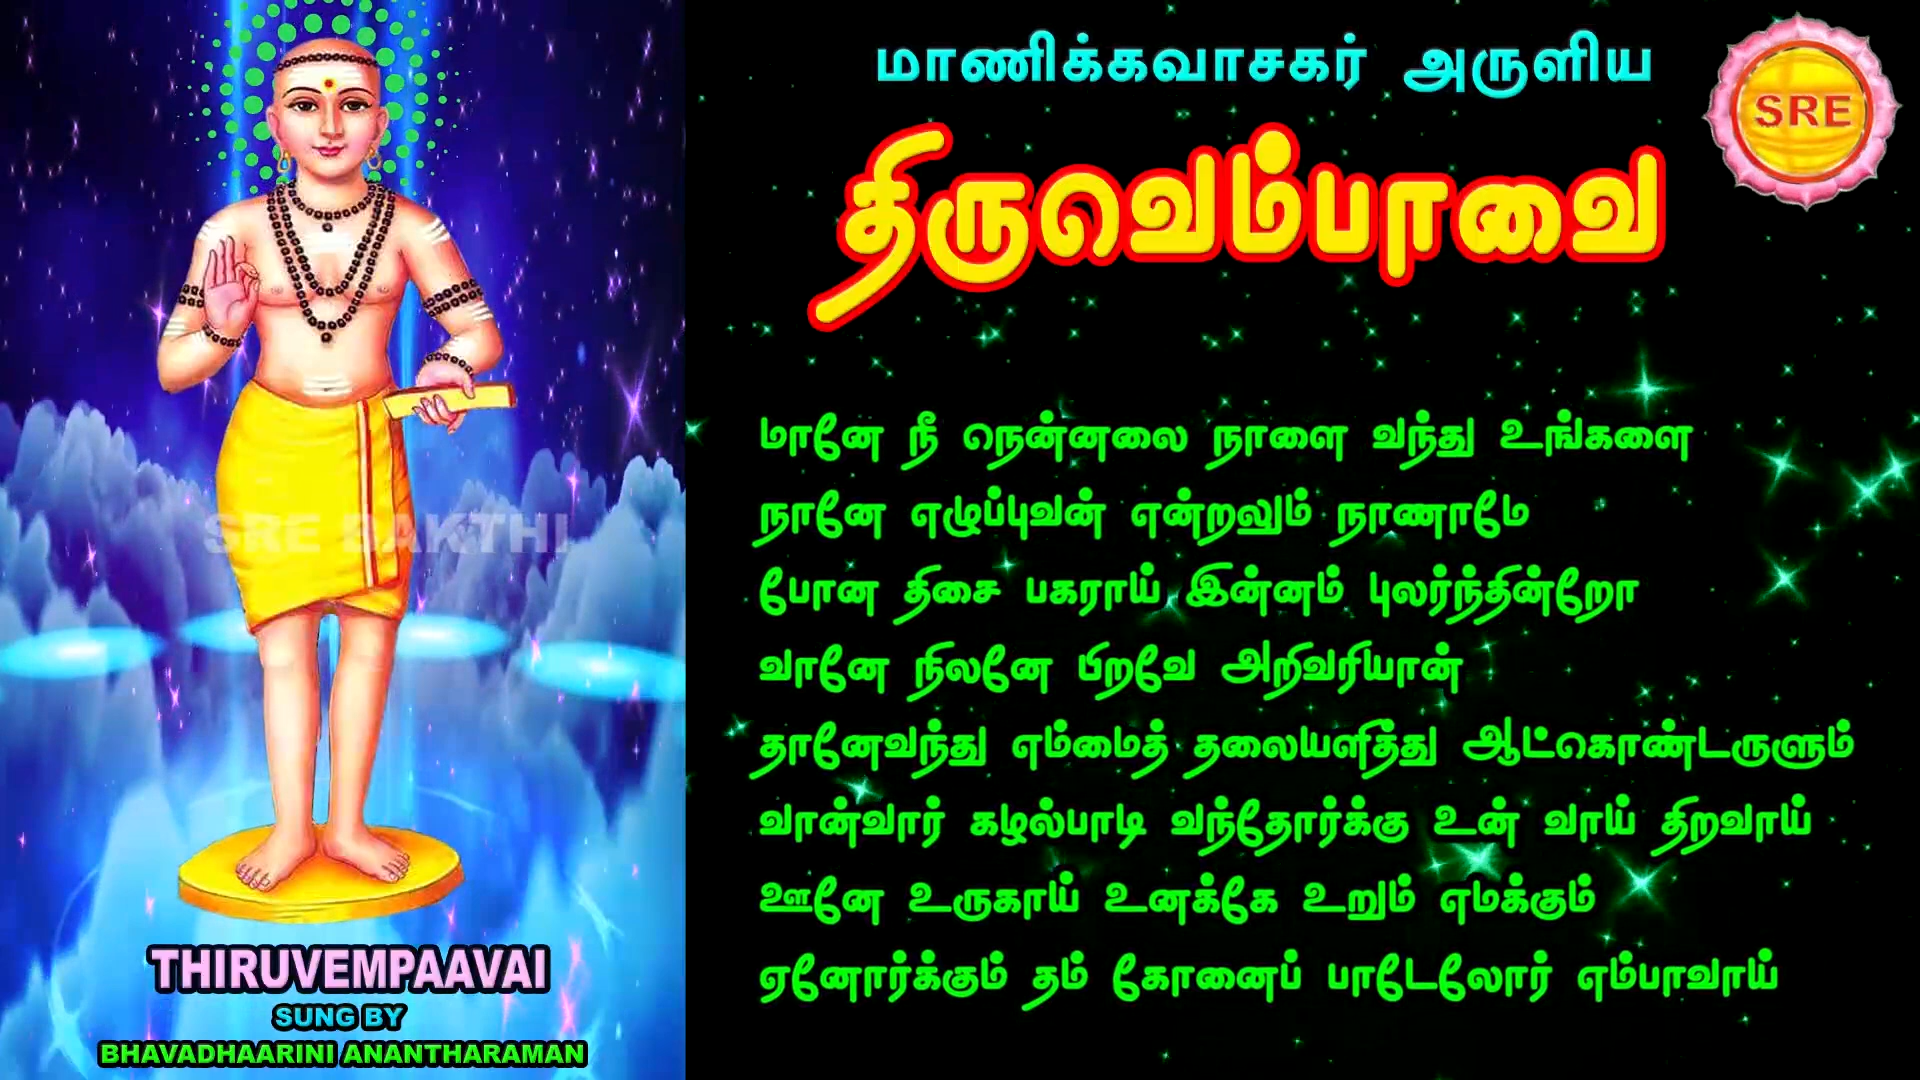 மாணிக்கவாசகர் அருளிய
SRE
திருவெம்பாவை
மானே நீ நென்னலை நாளை வந்து உங்களை
நானே எழுப்புவன் என்றலும் நாணாமே
போன திசை பகராய் இன்னம் புலர்ந்தின்றோ
வானே நிலனே பிறவே அறிவரியான்
தானேவந்து எம்மைத் தலையளித்து ஆட்கொண்டருளும்
வான்வார் கழல்பாடி வந்தோர்க்கு உன் வாய் திறவாய்
ஊனே உருகாய் உனக்கே உறும் எமக்கும்
ஏனோர்க்கும் தம் கோனைப் பாடேலோர் எம்பாவாய்
SRE BAKTHI
THIRUVEMPAAVAI
SUNG BY
BHAVADHAARINI ANANTHARAMAN